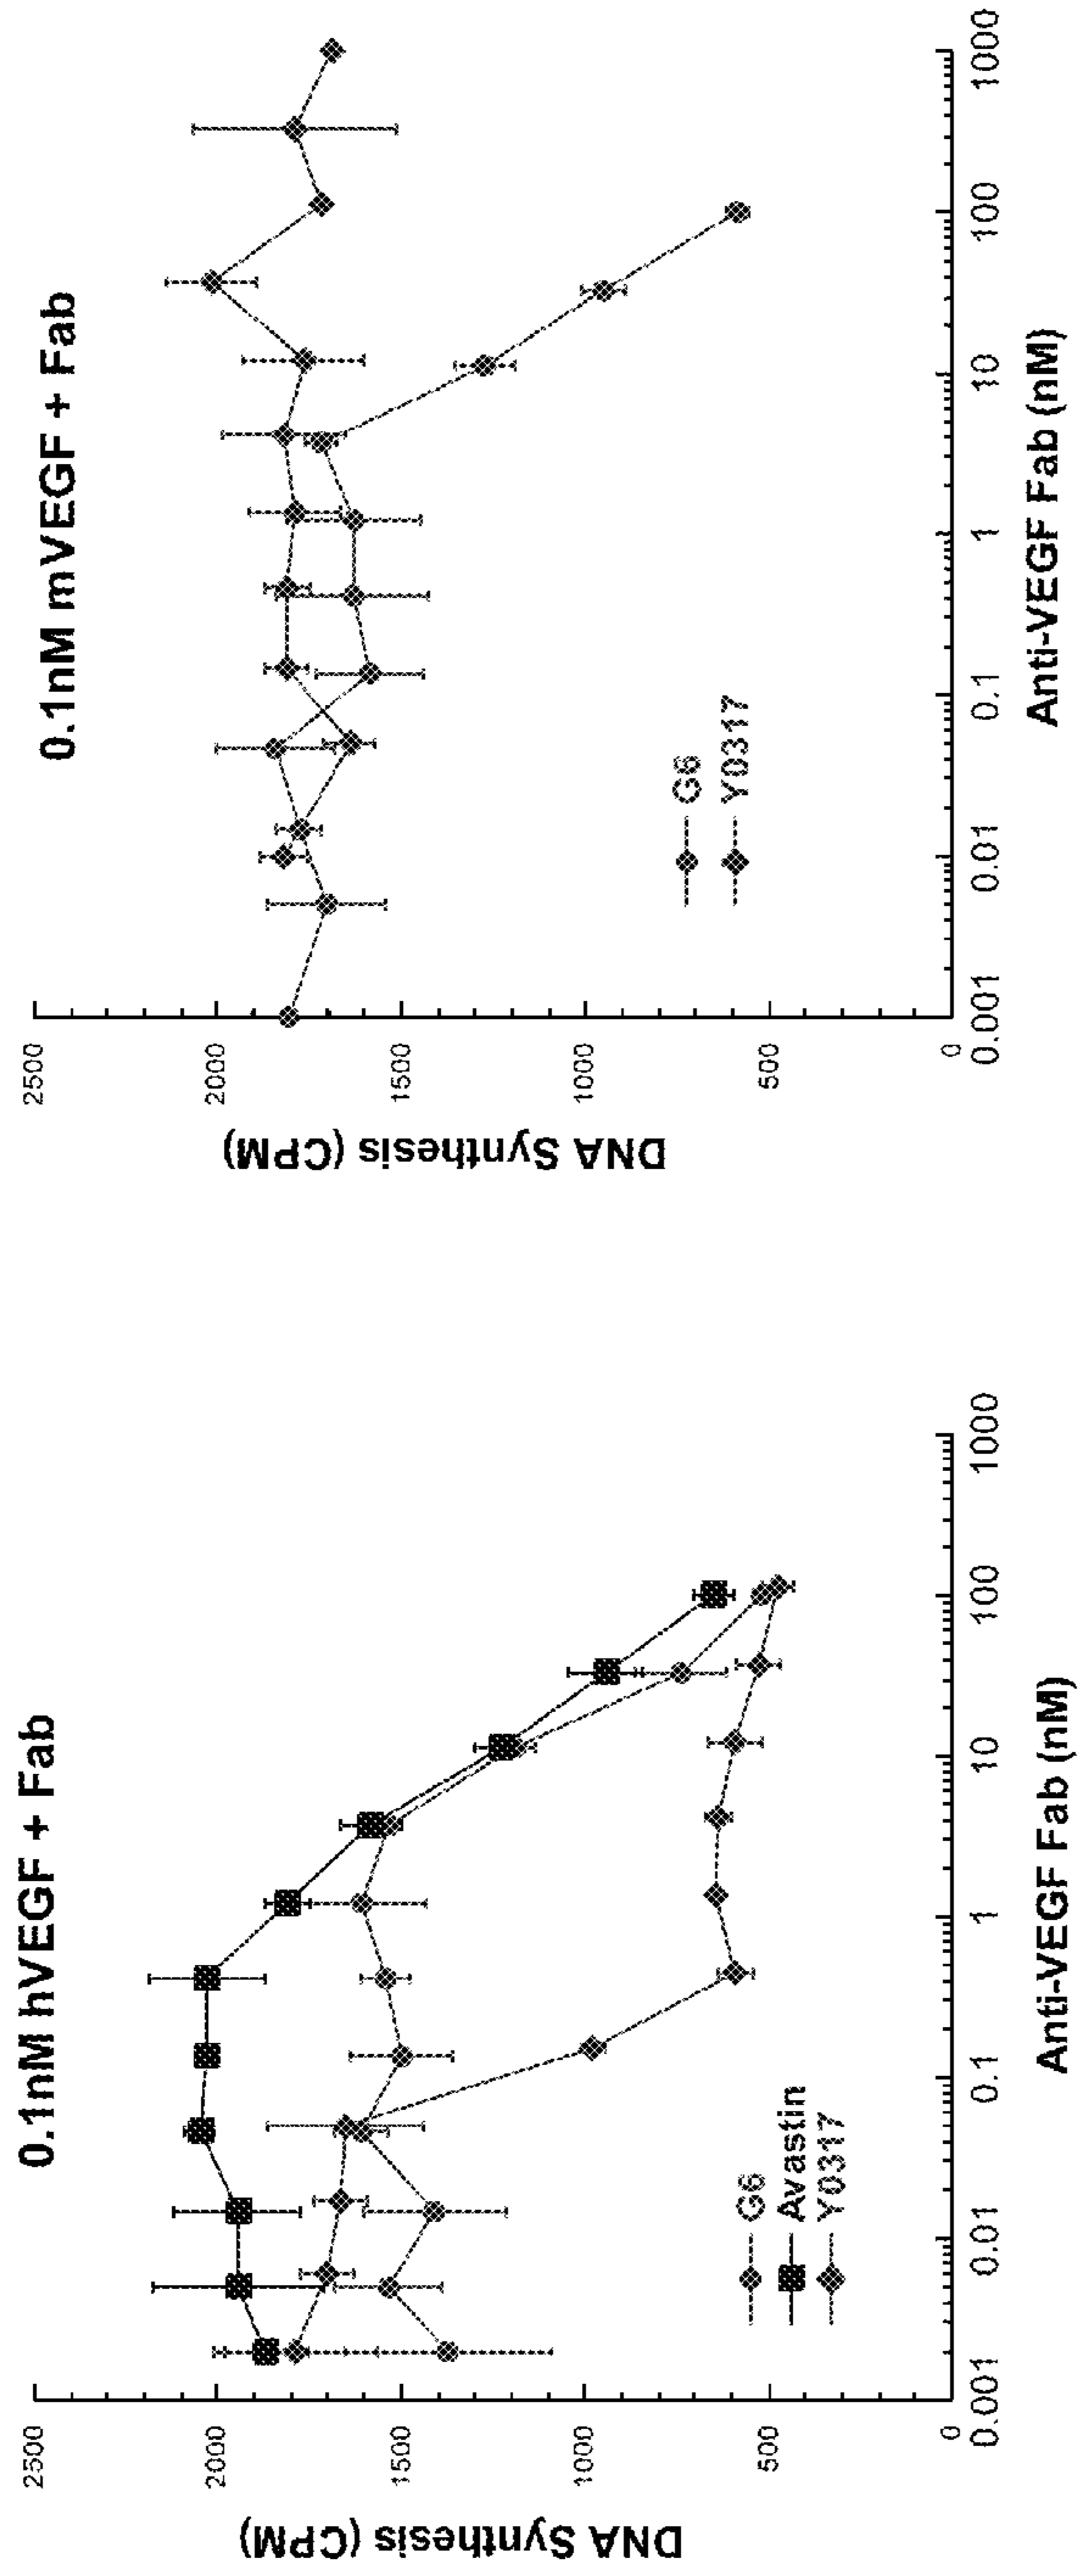 0.1nM hVEGF + Fab
DNA Synthesis (CPM)
2500
2000
1500
1000
500
0
G6
Avastin
Y0317
0.001
0.01
0.1
1
10
100
1000
Anti-VEGF Fab (nM)
0.1nM mVEGF + Fab
DNA Synthesis (CPM)
2500
2000
1500
1000
500
0
G6
Y0317
0.001
0.01
0.1
1
10
100
1000
Anti-VEGF Fab (nM)